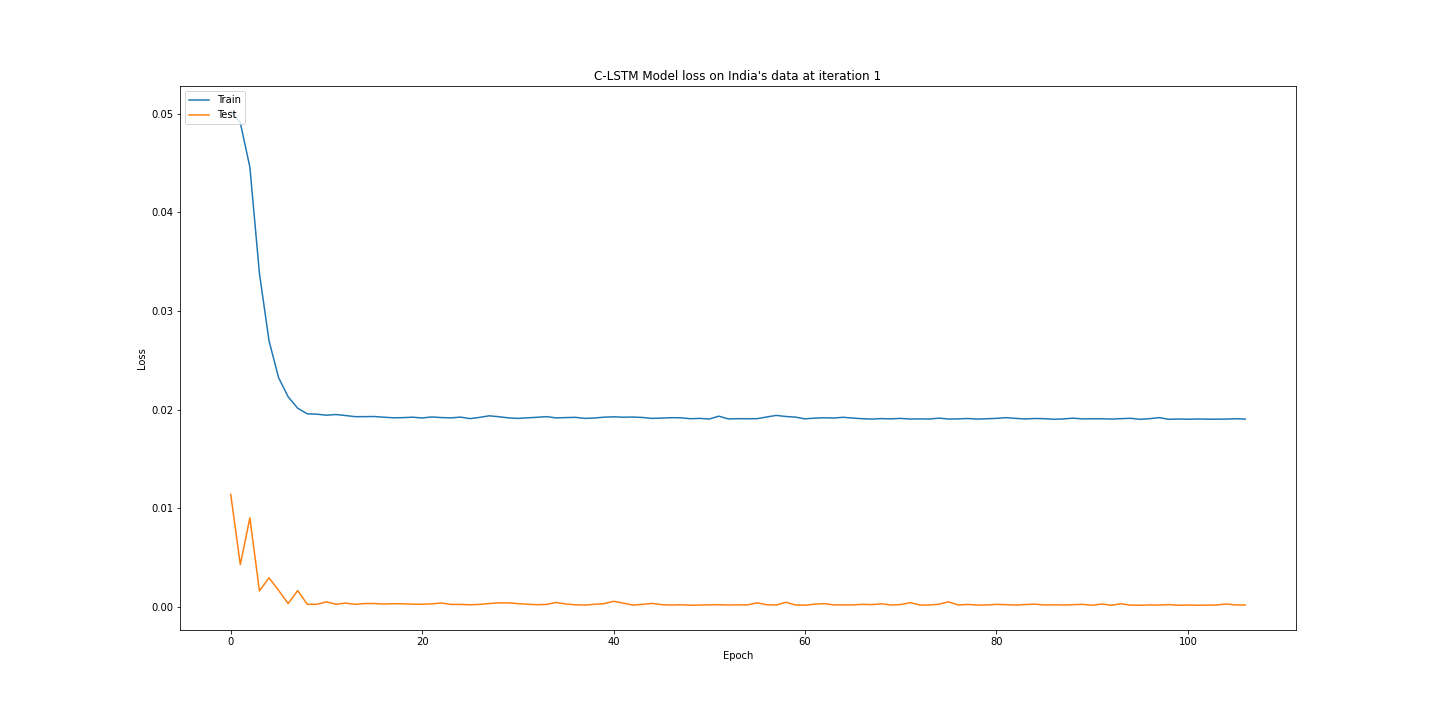 C-LSTM Model loss on India's data at iteration 1
Train
Test
0.05
0.04
0.03
0.02
0.01
0.00
Loss
0 20 40 60 80 100
Epoch